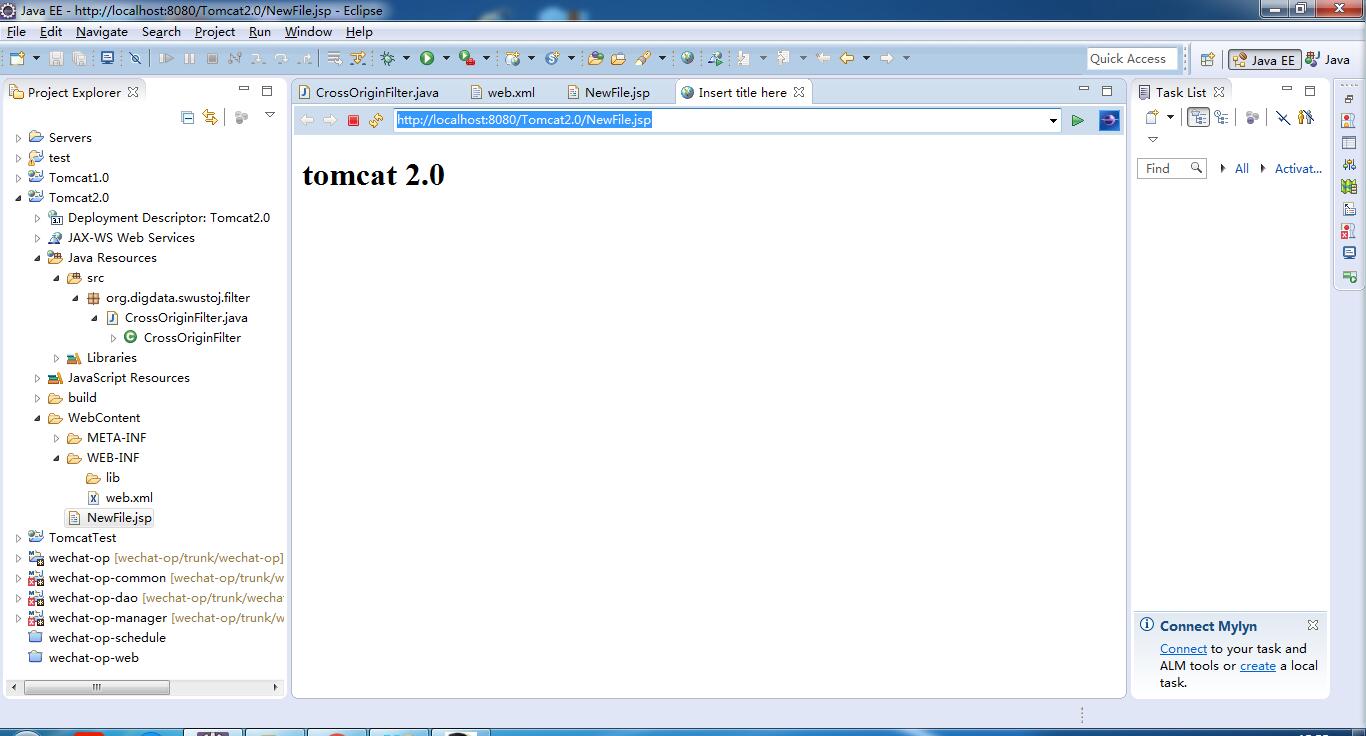 Java EE - http://localhost:8080/Tomcat2.0/NewFile.jsp - Eclipse
File Edit Navigate Search Project Run Window Help
Quick Access
Java EE
Java
Project Explorer
Servers
test
Tomcat1.0
Tomcat2.0
Deployment Descriptor: Tomcat2.0
JAX-WS Web Services
Java Resources
src
org.digdata.swustoj.filter
CrossOriginFilter.java
CrossOriginFilter
Libraries
JavaScript Resources
build
WebContent
META-INF
WEB-INF
lib
web.xml
NewFile.jsp
TomcatTest
wechat-op [wechat-op/trunk/wechat-op]
wechat-op-common [wechat-op/trunk/w
wechat-op-dao [wechat-op/trunk/wecha
wechat-op-manager [wechat-op/trunk/w
wechat-op-schedule
wechat-op-web
CrossOriginFilter.java web.xml NewFile.jsp Insert title here
http://localhost:8080/Tomcat2.0/NewFile.jsp
tomcat 2.0
Task List
Find All Activat...
Connect Mylyn
Connect to your task and
ALM tools or create a local
task.